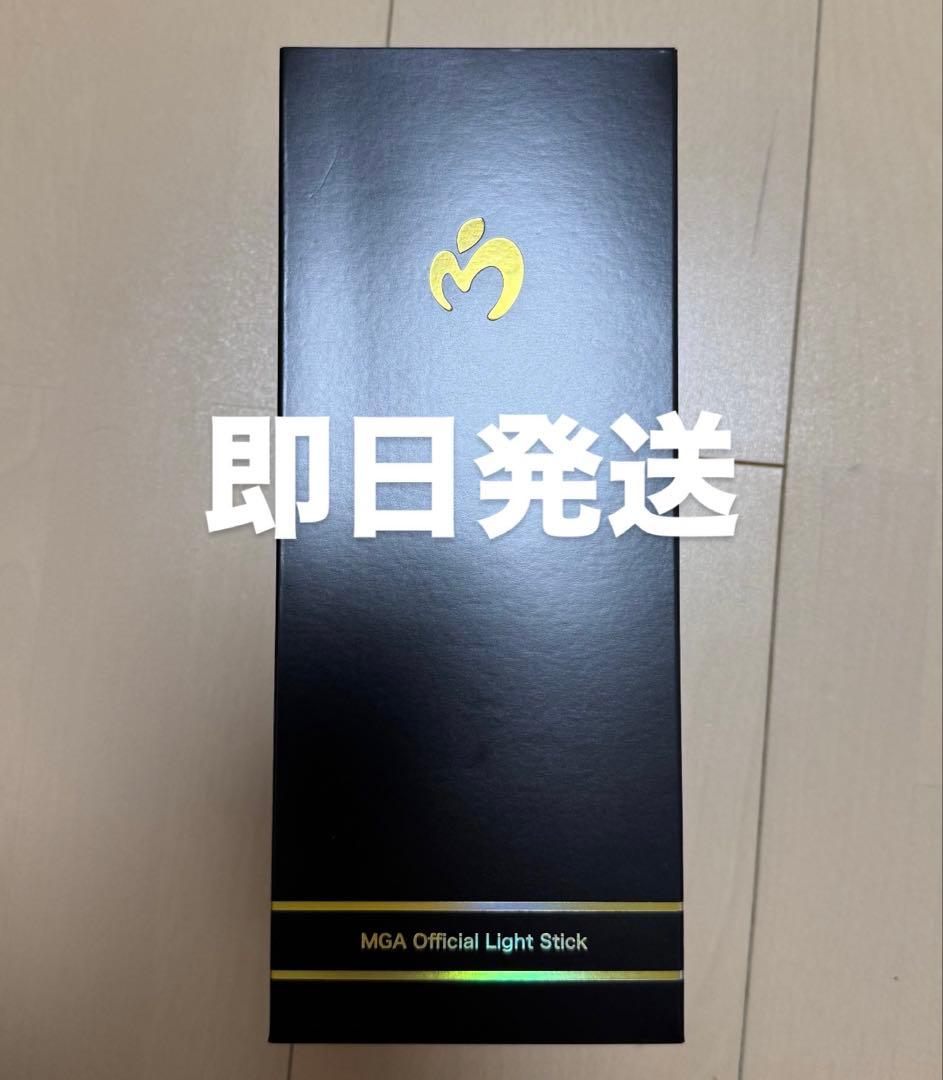 即日発送
MGA Official Light Stick